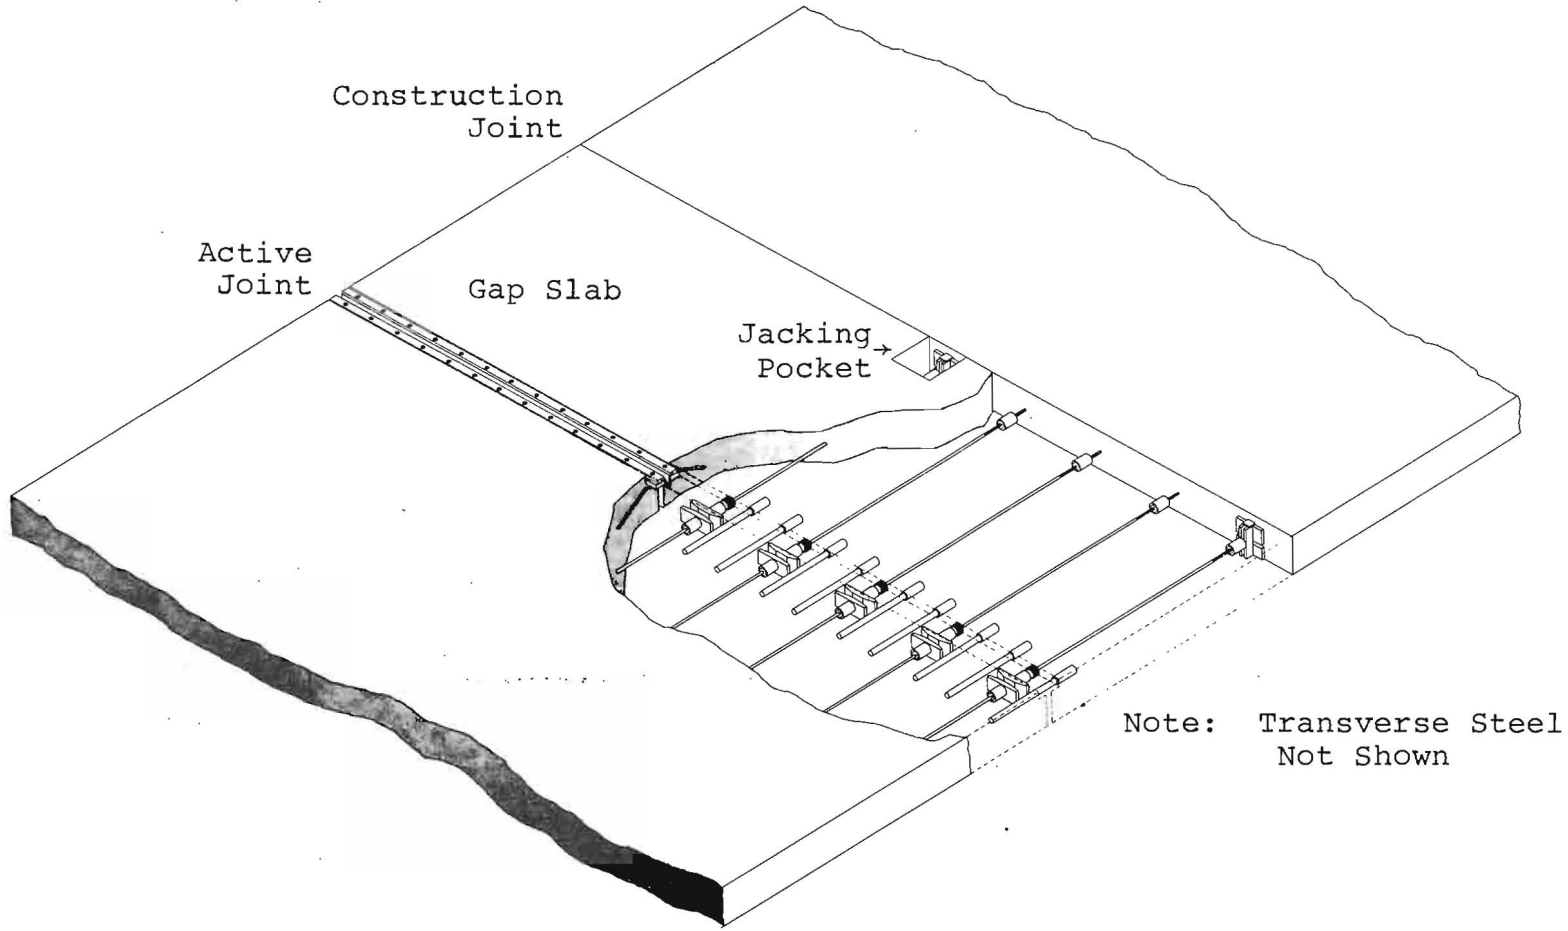 Construction
Joint
Active
Joint
Gap Slab
Jacking→
Pocket
Note: Transverse Steel
Not Shown